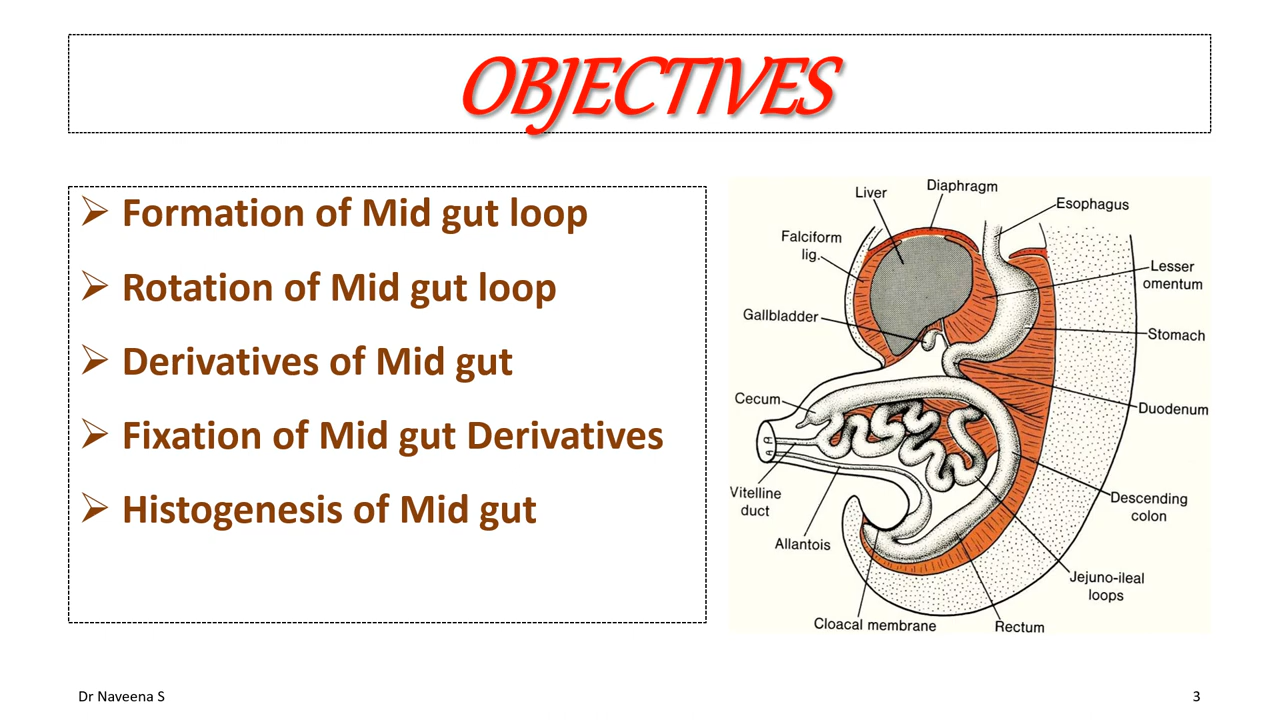 OBJECTIVES
Formation of Mid gut loop
Rotation of Mid gut loop
Derivatives of Mid gut
Fixation of Mid gut Derivatives
Histogenesis of Mid gut
Liver
Diaphragm
Esophagus
Falciform
lig.
Lesser
omentum
Gallbladder
Stomach
Cecum
Duodenum
Vitelline
duct
Descending
colon
Allantois
Jejuno-ileal
loops
Cloacal membrane
Rectum
Dr Naveena S
3